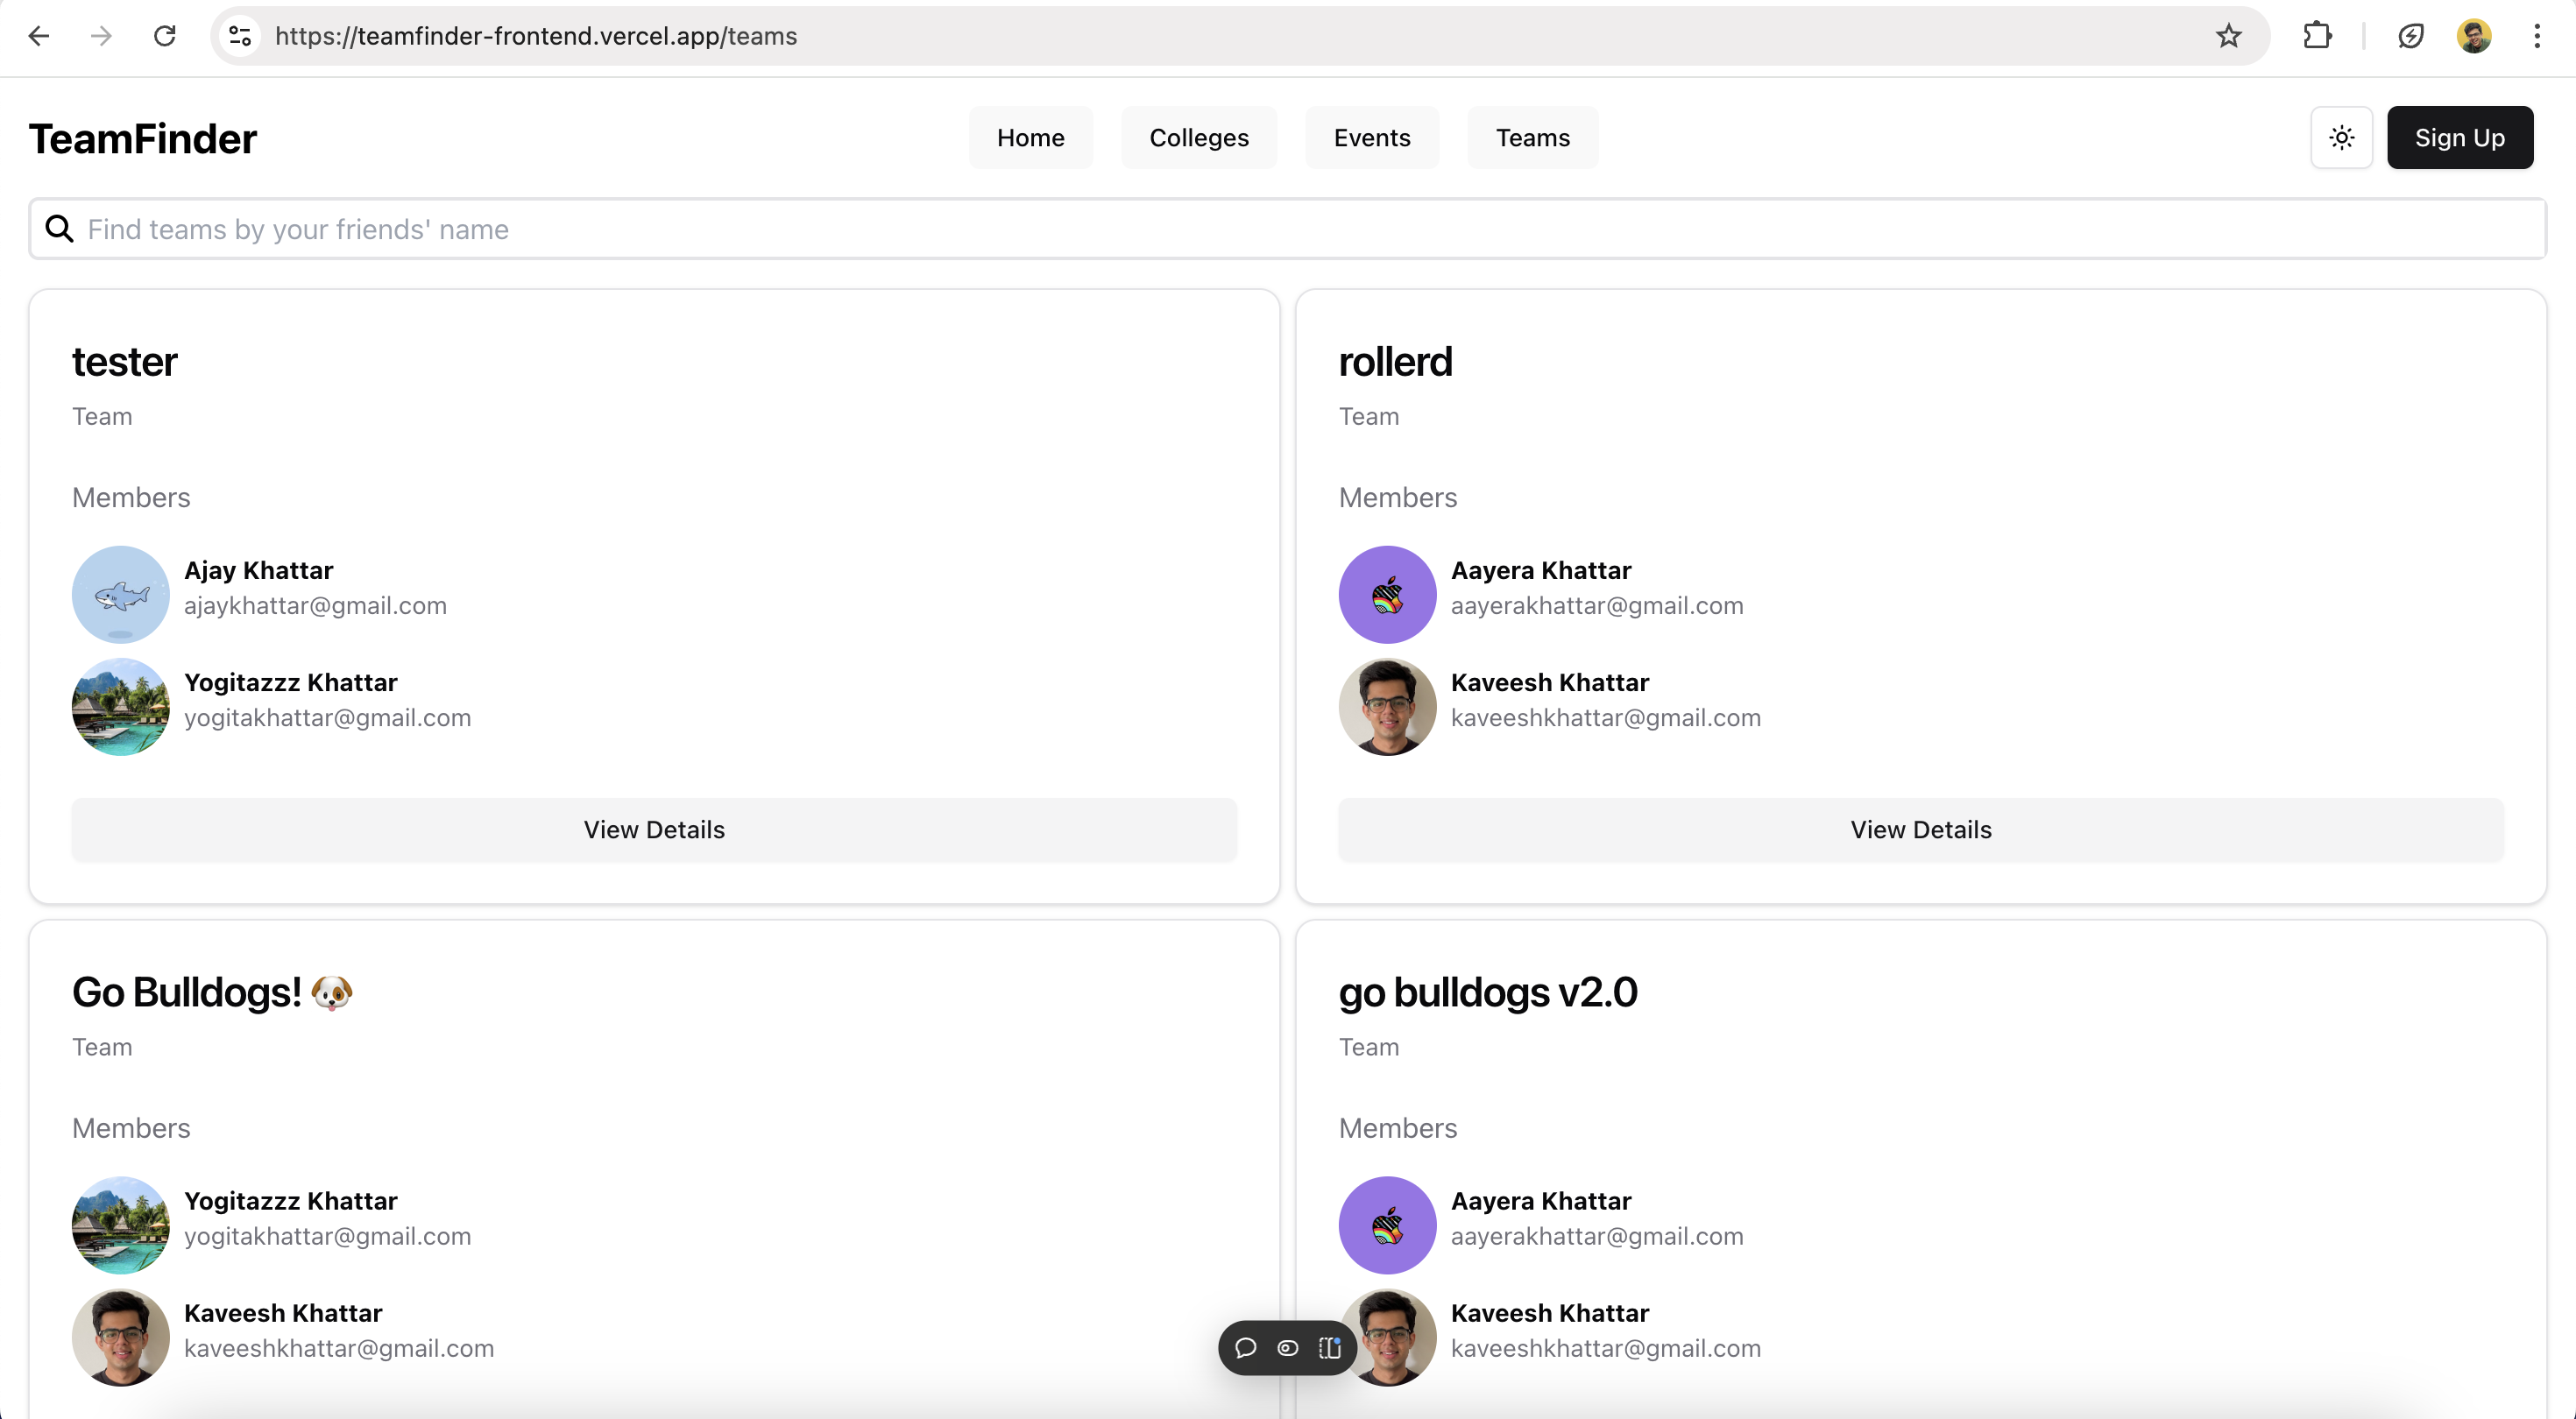 https://teamfinder-frontend.vercel.app/teams
TeamFinder
Home
Colleges
Events
Teams
Sign Up
Find teams by your friends' name
tester
Team
Members
Ajay Khattar
ajaykhattar@gmail.com
Yogitazzz Khattar
yogitakhattar@gmail.com
View Details
rollerd
Team
Members
Aayera Khattar
aayerakhattar@gmail.com
Kaveesh Khattar
kaveeshkhattar@gmail.com
View Details
Go Bulldogs! 🐶
Team
Members
Yogitazzz Khattar
yogitakhattar@gmail.com
Kaveesh Khattar
kaveeshkhattar@gmail.com
go bulldogs v2.0
Team
Members
Aayera Khattar
aayerakhattar@gmail.com
Kaveesh Khattar
kaveeshkhattar@gmail.com